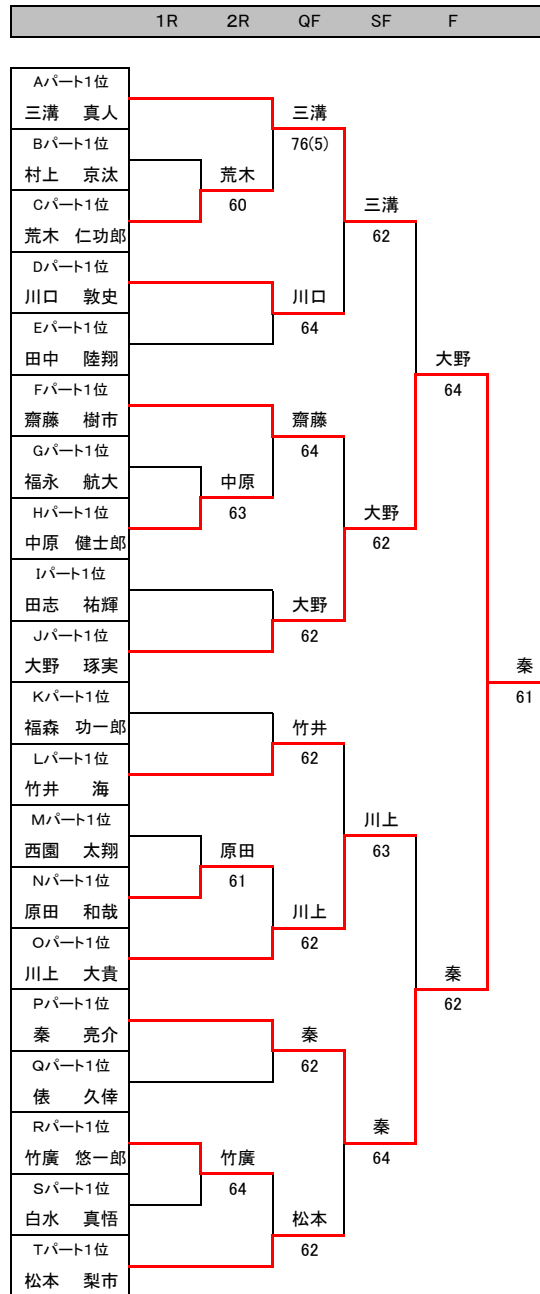 1R 2R QF SF F
Aパート1位
三溝 真人 三溝
Bパート1位 76(5)
村上 京汰 荒木
Cパート1位 60 三溝
荒木 仁功郎 62
Dパート1位
川口 敦史 川口
Eパート1位 64
田中 陸翔 大野
Fパート1位 64
齋藤 樹市 齋藤
Gパート1位 64
福永 航大 中原
Hパート1位 63 大野
中原 健士郎 62
Iパート1位
田志 祐輝 大野
Jパート1位 62
大野 琢実 秦
Kパート1位 61
福森 功一郎 竹井
Lパート1位 62
竹井 海
Mパート1位 川上
西園 太翔 原田 63
Nパート1位 61
原田 和哉 川上
Oパート1位 62
川上 大貴 秦
Pパート1位 62
秦 亮介 秦
Qパート1位 62
俵 久倖
Rパート1位 秦
竹廣 悠一郎 竹廣 64
Sパート1位 64
白水 真悟 松本
Tパート1位 62
松本 梨市